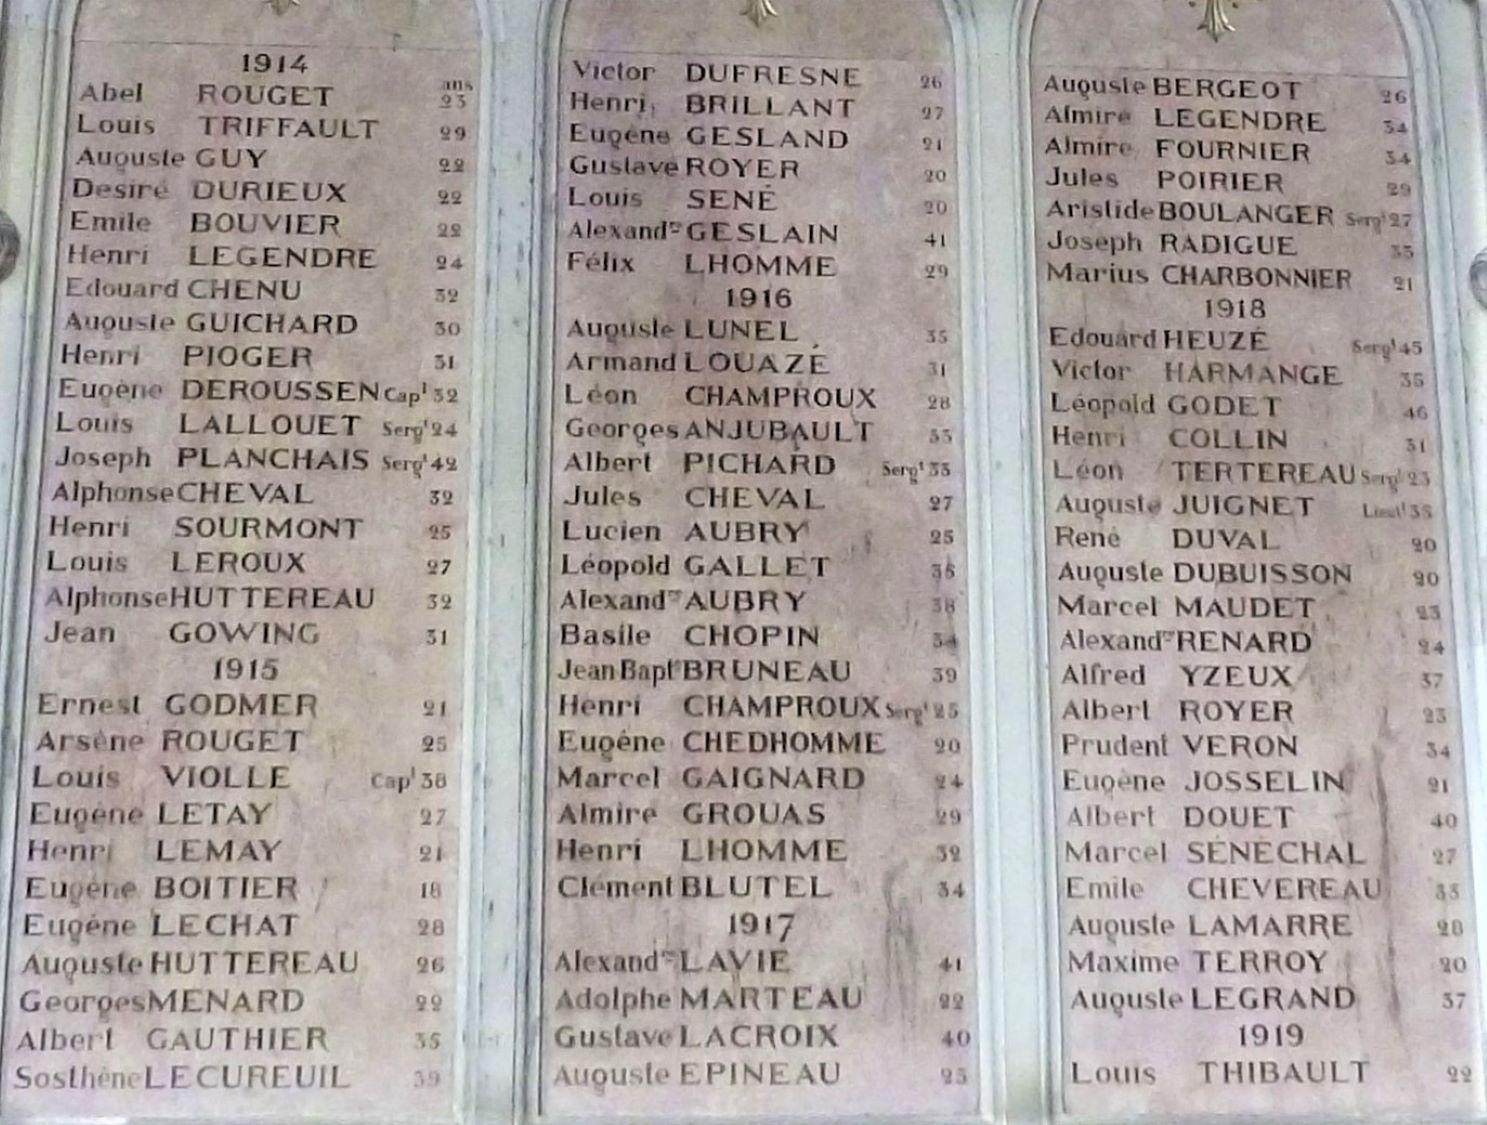 1914
ans
Abel ROUGET 23
Louis TRIFFAULT 29
Auguste GUY 22
Desiré DURIEUX 22
Emile BOUVIER 22
Henri LEGENDRE 24
Edouard CHENU 32
Auguste GUICHARD 30
Henri PIOGER 31
Eugène DEROUSSEN Capl 32
Louis LALLOUET Sergt 24
Joseph PLANCHAIS Sergt 42
Alphonse CHEVAL 32
Henri SOURMONT 25
Louis LEROUX 27
Alphonse HUTTEREAU 32
Jean GOWING 31
1915
Ernest GODMER 21
Arsène ROUGET 25
Louis VIOLLE Capl 38
Eugène LETAY 27
Henri LEMAY 21
Eugène BOITIER 18
Eugène LECHAT 28
Auguste HUTTEREAU 26
Georges MENARD 22
Albert GAUTHIER 35
Sosthène LECUREUIL 39
Victor DUFRESNE 26
Henri BRILLANT 27
Eugène GESLAND 21
Gustave ROYER 20
Louis SENÉ 20
Alexandre GESLAIN 41
Félix LHOMME 29
1916
Auguste LUNEL 35
Armand LOUAZÉ 31
Léon CHAMPROUX 28
Georges ANJUBAULT 33
Albert PICHARD Sergt 33
Jules CHEVAL 27
Lucien AUBRY 25
Léopold GALLET 36
Alexandre AUBRY 38
Basile CHOPIN 34
Jean Bapte BRUNEAU 39
Henri CHAMPROUX Sergt 25
Eugène CHEDHOMME 20
Marcel GAIGNARD 24
Almire GROUAS 29
Henri LHOMME 32
Clément BLUTEL 34
1917
Alexandre LAVIE 41
Adolphe MARTEAU 22
Gustave LACROIX 40
Auguste EPINEAU 23
Auguste BERGEOT 26
Almire LEGENDRE 34
Almire FOURNIER 34
Jules POIRIER 29
Aristide BOULANGER Sergt 27
Joseph RADIGUE 33
Marius CHARBONNIER 21
1918
Edouard HEUZÉ Sergt 45
Victor HARMANGE 35
Léopold GODET 46
Henri COLLIN 31
Léon TERTEREAU Sergt 23
Auguste JUIGNET Lieutt 33
René DUVAL 20
Auguste DUBUISSON 20
Marcel MAUDET 23
Alexandre RENARD 24
Alfred YZEUX 37
Albert ROYER 23
Prudent VERON 34
Eugène JOSSELIN 21
Albert DOUET 40
Marcel SÉNÉCHAL 27
Emile CHEVEREAU 33
Auguste LAMARRE 20
Maxime TERROY 20
Auguste LEGRAND 37
1919
Louis THIBAULT 22